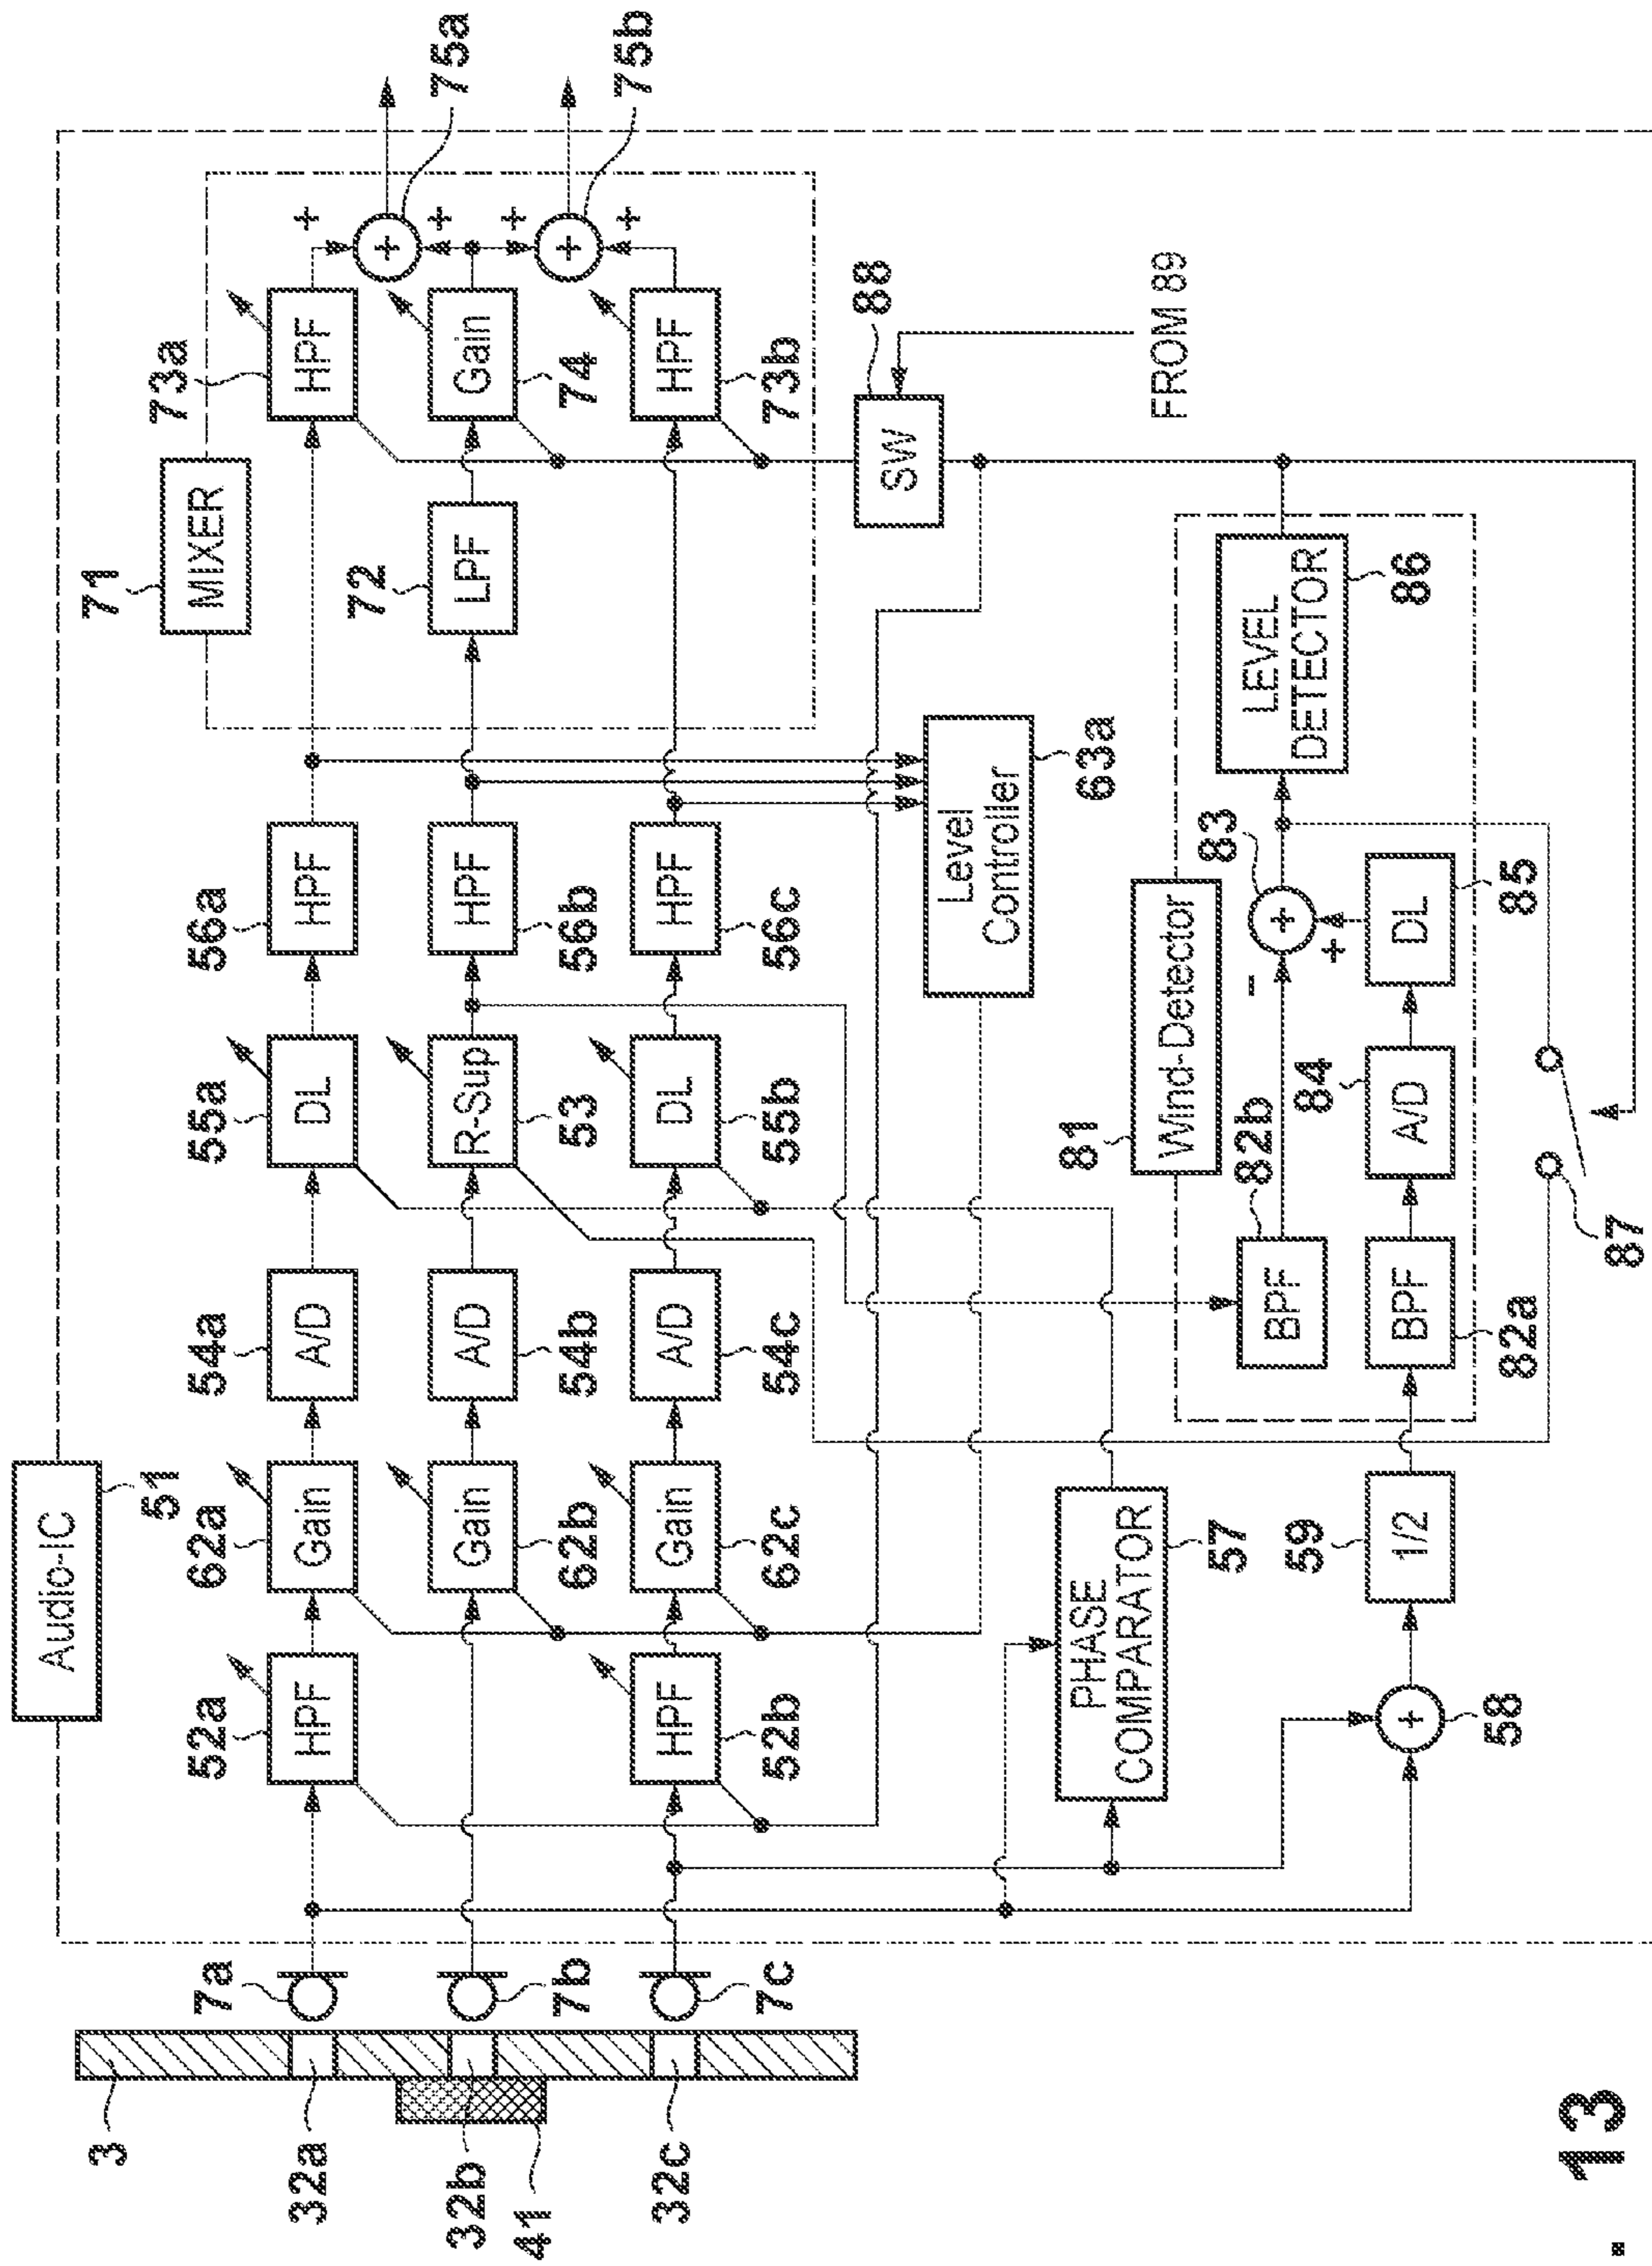 Audio-IC
51
71
MIXER
3
32a
32b
41
32c
7a
7b
7c
52a
HPF
62a
Gain
54a
A/D
55a
DL
56a
HPF
73a
HPF
+
+
75a
62b
Gain
54b
A/D
53
R-Sup
56b
HPF
72
LPF
74
Gain
+
+
52b
HPF
62c
Gain
54c
A/D
55b
DL
56c
HPF
73b
HPF
+
+
75b
88
SW
FROM 89
Level
Controller
63a
PHASE
COMPARATOR
57
81
Wind-Detector
82b
BPF
-
83
+
+
LEVEL
DETECTOR
86
58
+
59
1/2
82a
BPF
84
A/D
85
DL
87
. 13